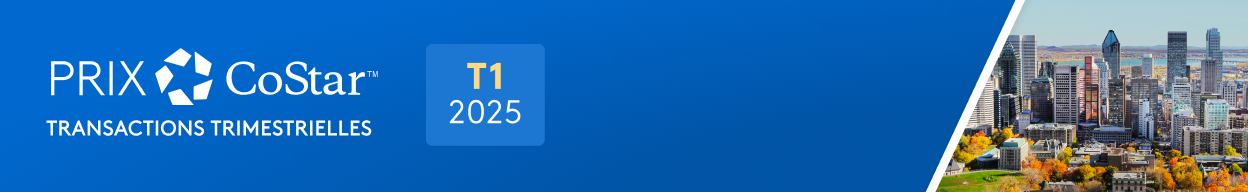 PRIX CoStar™
TRANSACTIONS TRIMESTRIELLES
T1
2025